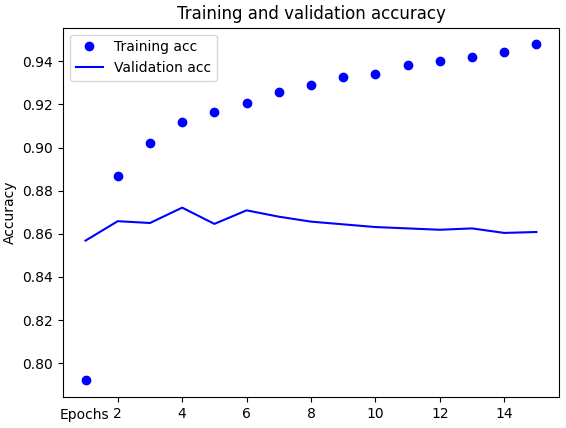 Training and validation accuracy
Training acc
Validation acc
Accuracy
0.94
0.92
0.90
0.88
0.86
0.84
0.82
0.80
Epochs 2 4 6 8 10 12 14